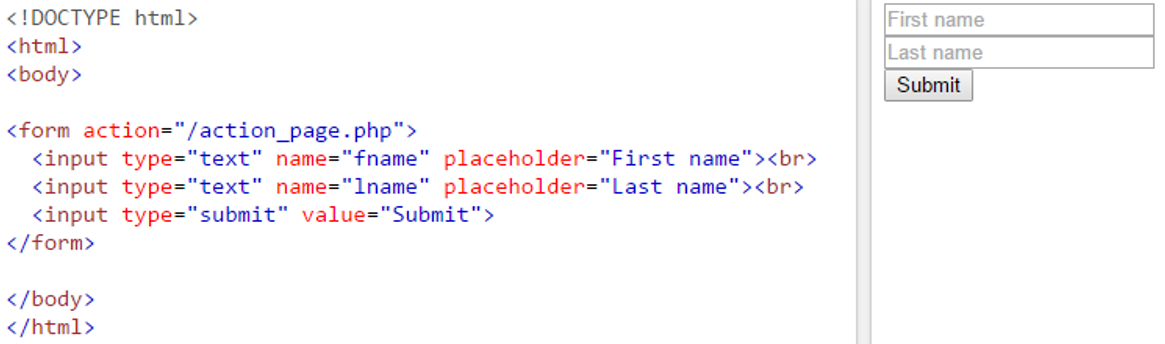 <!DOCTYPE html>
<html>
<body>
<form action="/action_page.php">
<input type="text" name="fname" placeholder="First name"><br>
<input type="text" name="lname" placeholder="Last name"><br>
<input type="submit" value="Submit">
</form>
</body>
</html>
First name
Last name
Submit